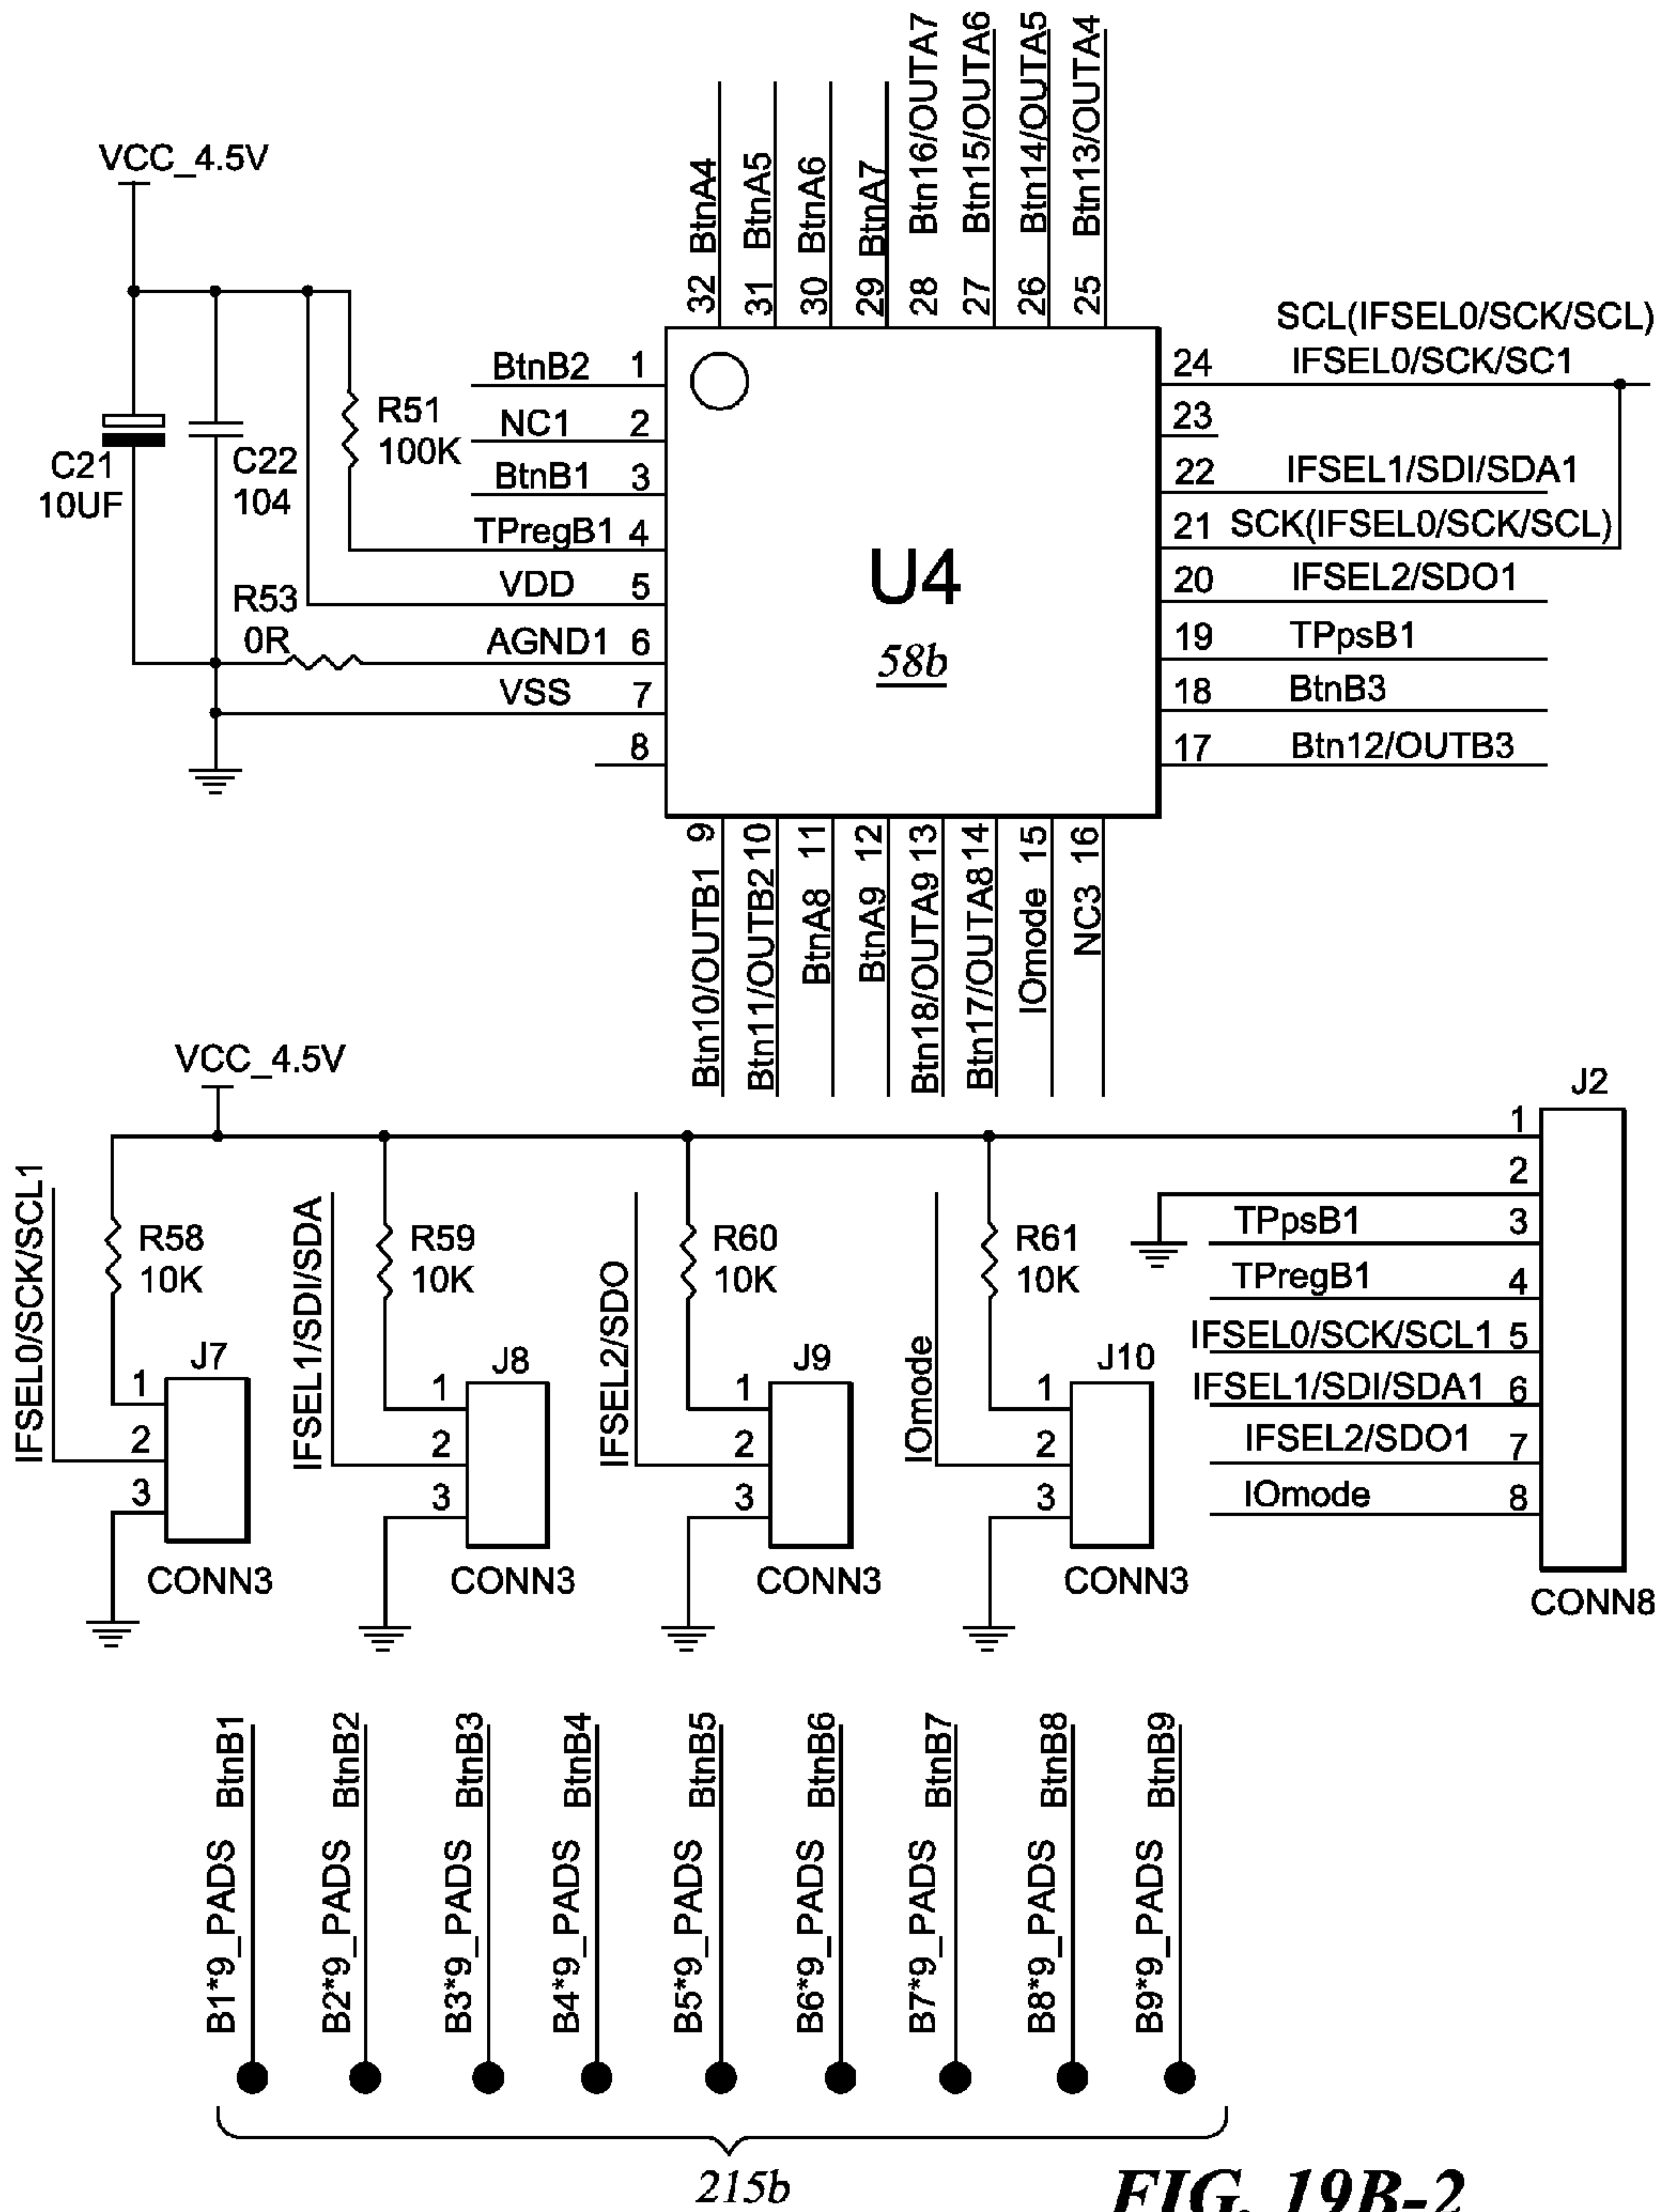 VCC_4.5V
32 BtnA4
31 BtnA5
30 BtnA6
29 BtnA7
28 Btn16/OUTA7
27 Btn15/OUTA6
26 Btn14/OUTA5
25 Btn13/OUTA4
C21
10UF
C22
104
R51
100K
R53
0R
BtnB2 1
NC1 2
BtnB1 3
TPregB1 4
VDD 5
AGND1 6
VSS 7
8
U4
58b
SCL(IFSEL0/SCK/SCL)
24 IFSEL0/SCK/SC1
23
22 IFSEL1/SDI/SDA1
21 SCK(IFSEL0/SCK/SCL)
20 IFSEL2/SDO1
19 TPpsB1
18 BtnB3
17 Btn12/OUTB3
Btn10/OUTB1 9
Btn11/OUTB2 10
BtnA8 11
BtnA9 12
Btn18/OUTA9 13
Btn17/OUTA8 14
IOmode 15
NC3 16
VCC_4.5V
IFSEL0/SCK/SCL1
R58
10K
J7
1
2
3
CONN3
IFSEL1/SDI/SDA
R59
10K
J8
1
2
3
CONN3
IFSEL2/SDO
R60
10K
J9
1
2
3
CONN3
IOmode
R61
10K
J10
1
2
3
CONN3
J2
1
2
TPpsB1 3
TPregB1 4
IFSEL0/SCK/SCL1 5
IFSEL1/SDI/SDA1 6
IFSEL2/SDO1 7
IOmode 8
CONN8
B1*9_PADS BtnB1
B2*9_PADS BtnB2
B3*9_PADS BtnB3
B4*9_PADS BtnB4
B5*9_PADS BtnB5
B6*9_PADS BtnB6
B7*9_PADS BtnB7
B8*9_PADS BtnB8
B9*9_PADS BtnB9
215b
FIG. 19B-2